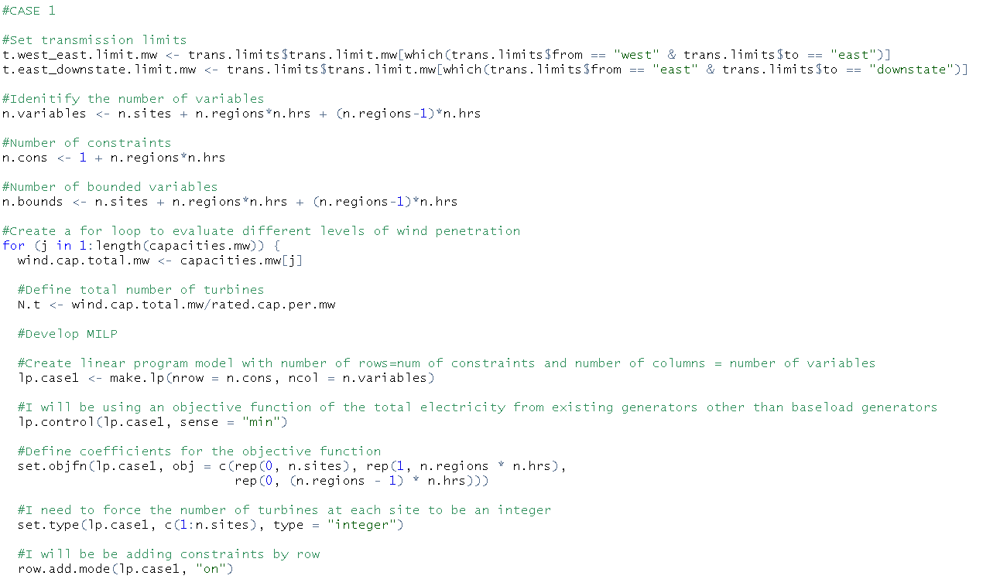 #CASE 1
#Set transmission limits
t.west_east.limit.mw <- trans.limits$trans.limit.mw[which(trans.limits$from == "west" & trans.limits$to == "east")]
t.east_downstate.limit.mw <- trans.limits$trans.limit.mw[which(trans.limits$from == "east" & trans.limits$to == "downstate")]
#Idenitify the number of variables
n.variables <- n.sites + n.regions*n.hrs + (n.regions-1)*n.hrs
#Number of constraints
n.cons <- 1 + n.regions*n.hrs
#Number of bounded variables
n.bounds <- n.sites + n.regions*n.hrs + (n.regions-1)*n.hrs
#Create a for loop to evaluate different levels of wind penetration
for (j in 1:length(capacities.mw)) {
wind.cap.total.mw <- capacities.mw[j]
#Define total number of turbines
N.t <- wind.cap.total.mw/rated.cap.per.mw
#Develop MILP
#Create linear program model with number of rows=num of constraints and number of columns = number of variables
lp.case1 <- make.lp(nrow = n.cons, ncol = n.variables)
#I will be using an objective function of the total electricity from existing generators other than baseload generators
lp.control(lp.case1, sense = "min")
#Define coefficients for the objective function
set.objfn(lp.case1, obj = c(rep(0, n.sites), rep(1, n.regions * n.hrs),
rep(0, (n.regions - 1) * n.hrs)))
#I need to force the number of turbines at each site to be an integer
set.type(lp.case1, c(1:n.sites), type = "integer")
#I will be be adding constraints by row
row.add.mode(lp.case1, "on")